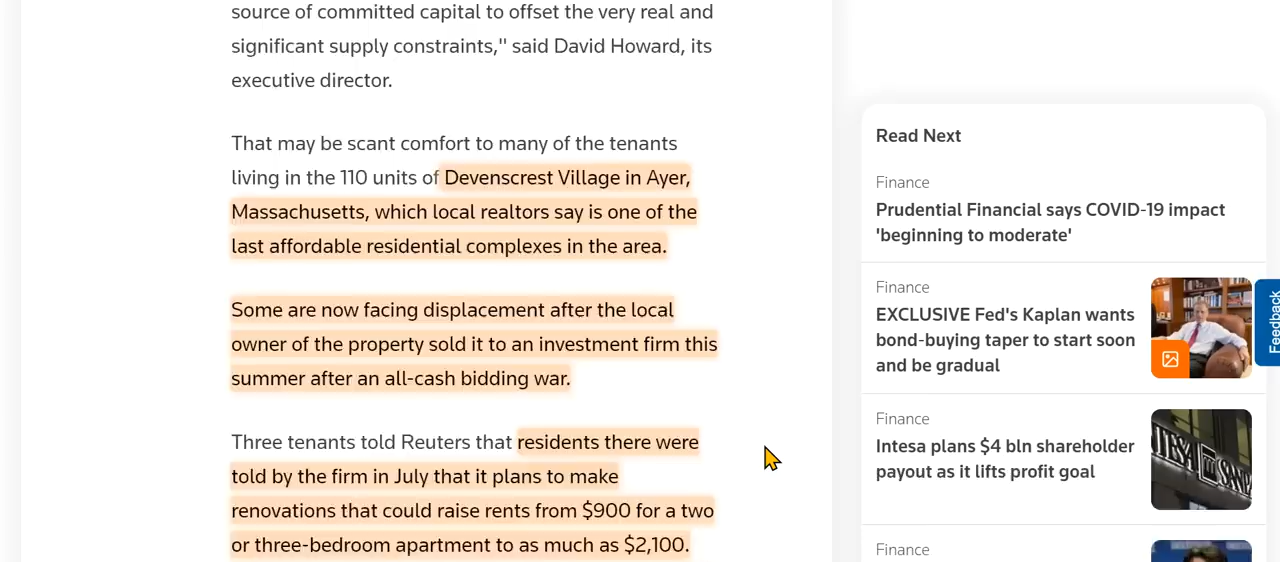 source of committed capital to offset the very real and
significant supply constraints," said David Howard, its
executive director.
That may be scant comfort to many of the tenants
living in the 110 units of Devenscrest Village in Ayer,
Massachusetts, which local realtors say is one of the
last affordable residential complexes in the area.
Some are now facing displacement after the local
owner of the property sold it to an investment firm this
summer after an all-cash bidding war.
Three tenants told Reuters that residents there were
told by the firm in July that it plans to make
renovations that could raise rents from $900 for a two
or three-bedroom apartment to as much as $2,100.
Read Next
Finance
Prudential Financial says COVID-19 impact
'beginning to moderate'
Finance
EXCLUSIVE Fed's Kaplan wants
bond-buying taper to start soon
and be gradual
Finance
Intesa plans $4 bln shareholder
payout as it lifts profit goal
Finance
Feedback